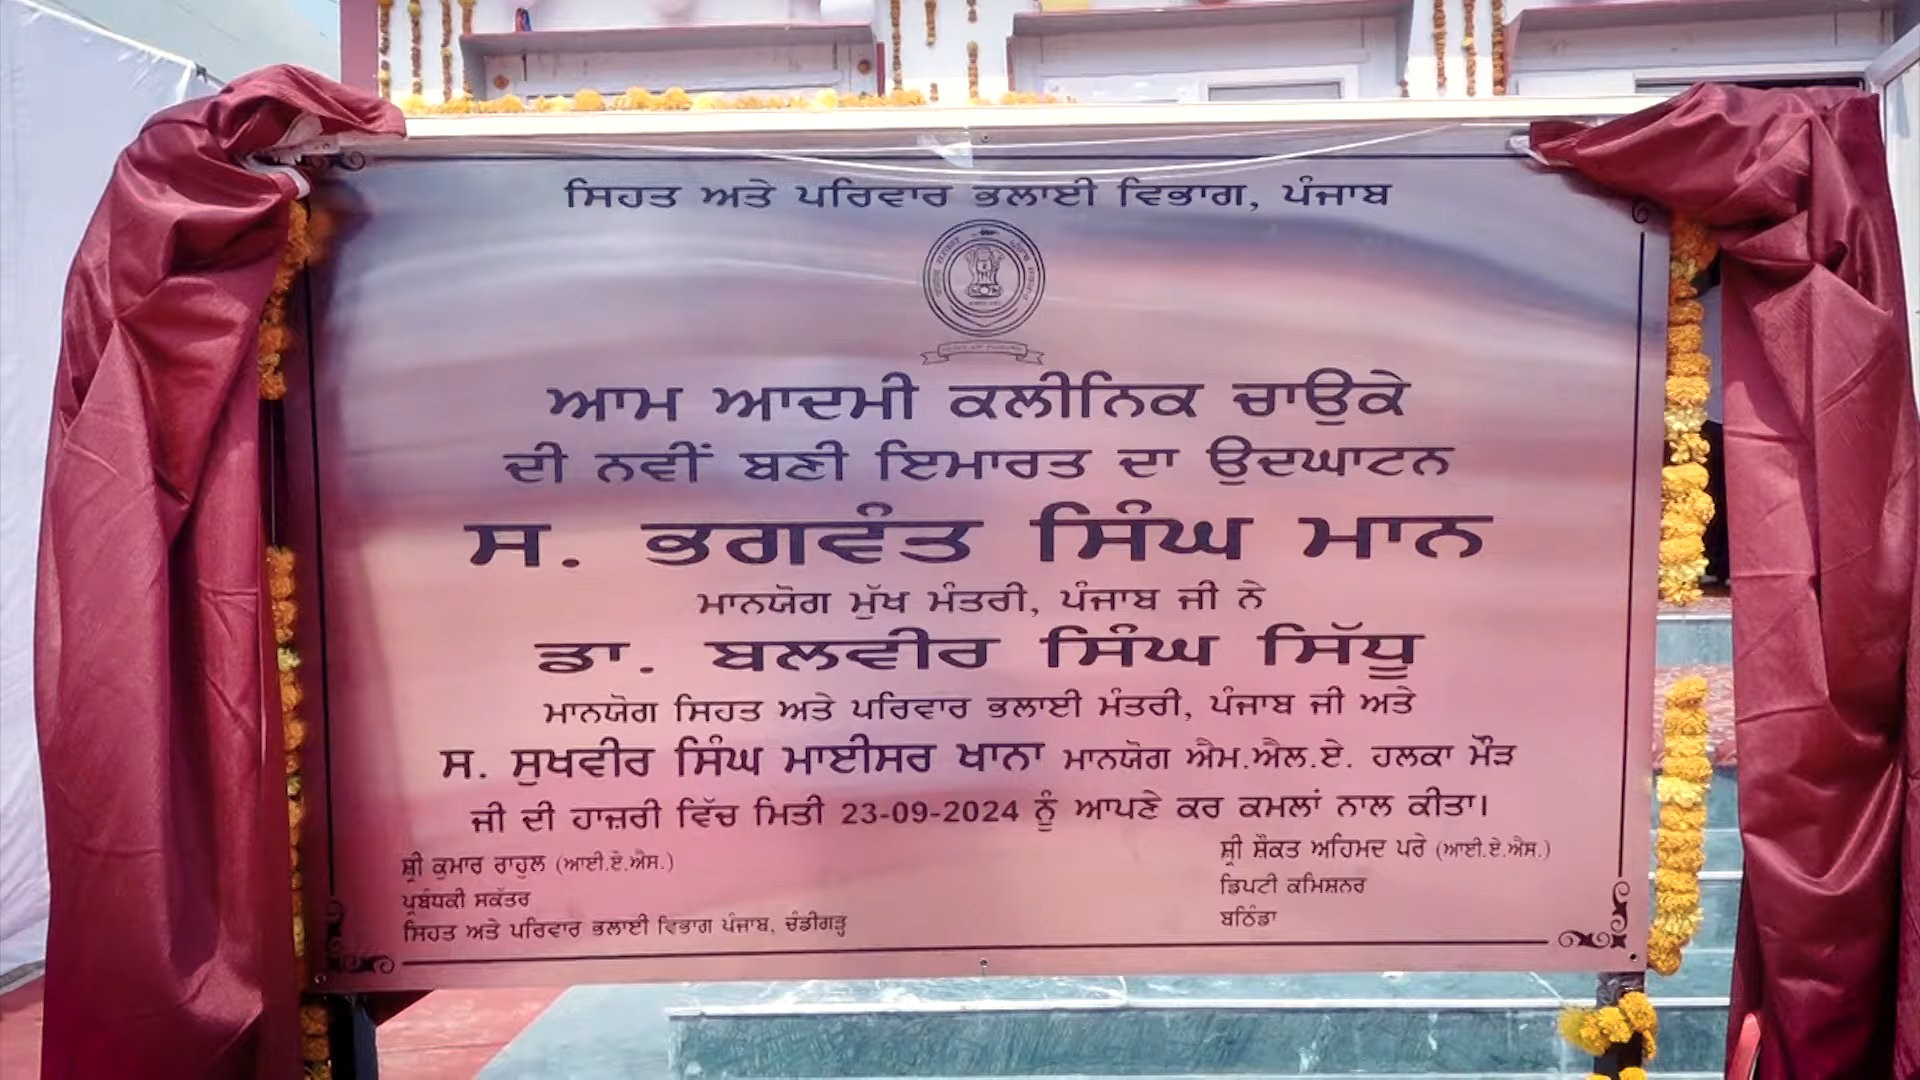 ਸਿਹਤ ਅਤੇ ਪਰਿਵਾਰ ਭਲਾਈ ਵਿਭਾਗ, ਪੰਜਾਬ
ਆਮ ਆਦਮੀ ਕਲੀਨਿਕ ਚਾਉਕੇ
ਦੀ ਨਵੀਂ ਬਣੀ ਇਮਾਰਤ ਦਾ ਉਦਘਾਟਨ
ਸ. ਭਗਵੰਤ ਸਿੰਘ ਮਾਨ
ਮਾਨਯੋਗ ਮੁੱਖ ਮੰਤਰੀ, ਪੰਜਾਬ ਜੀ ਨੇ
ਡਾ. ਬਲਵੀਰ ਸਿੰਘ ਸਿੱਧੂ
ਮਾਨਯੋਗ ਸਿਹਤ ਅਤੇ ਪਰਿਵਾਰ ਭਲਾਈ ਮੰਤਰੀ, ਪੰਜਾਬ ਜੀ ਅਤੇ
ਸ. ਸੁਖਵੀਰ ਸਿੰਘ ਮਾਈਸਰ ਖਾਨਾ ਮਾਨਯੋਗ ਐਮ.ਐਲ.ਏ. ਹਲਕਾ ਮੌੜ
ਜੀ ਦੀ ਹਾਜ਼ਰੀ ਵਿੱਚ ਮਿਤੀ 23-09-2024 ਨੂੰ ਆਪਣੇ ਕਰ ਕਮਲਾਂ ਨਾਲ ਕੀਤਾ।
ਸ਼੍ਰੀ ਕੁਮਾਰ ਰਾਹੁਲ (ਆਈ.ਏ.ਐਸ.)
ਪ੍ਰਬੰਧਕੀ ਸਕੱਤਰ
ਸਿਹਤ ਅਤੇ ਪਰਿਵਾਰ ਭਲਾਈ ਵਿਭਾਗ ਪੰਜਾਬ, ਚੰਡੀਗੜ੍ਹ
ਸ਼੍ਰੀ ਸ਼ੌਕਤ ਅਹਿਮਦ ਪਰੇ (ਆਈ.ਏ.ਐਸ.)
ਡਿਪਟੀ ਕਮਿਸ਼ਨਰ
ਬਠਿੰਡਾ